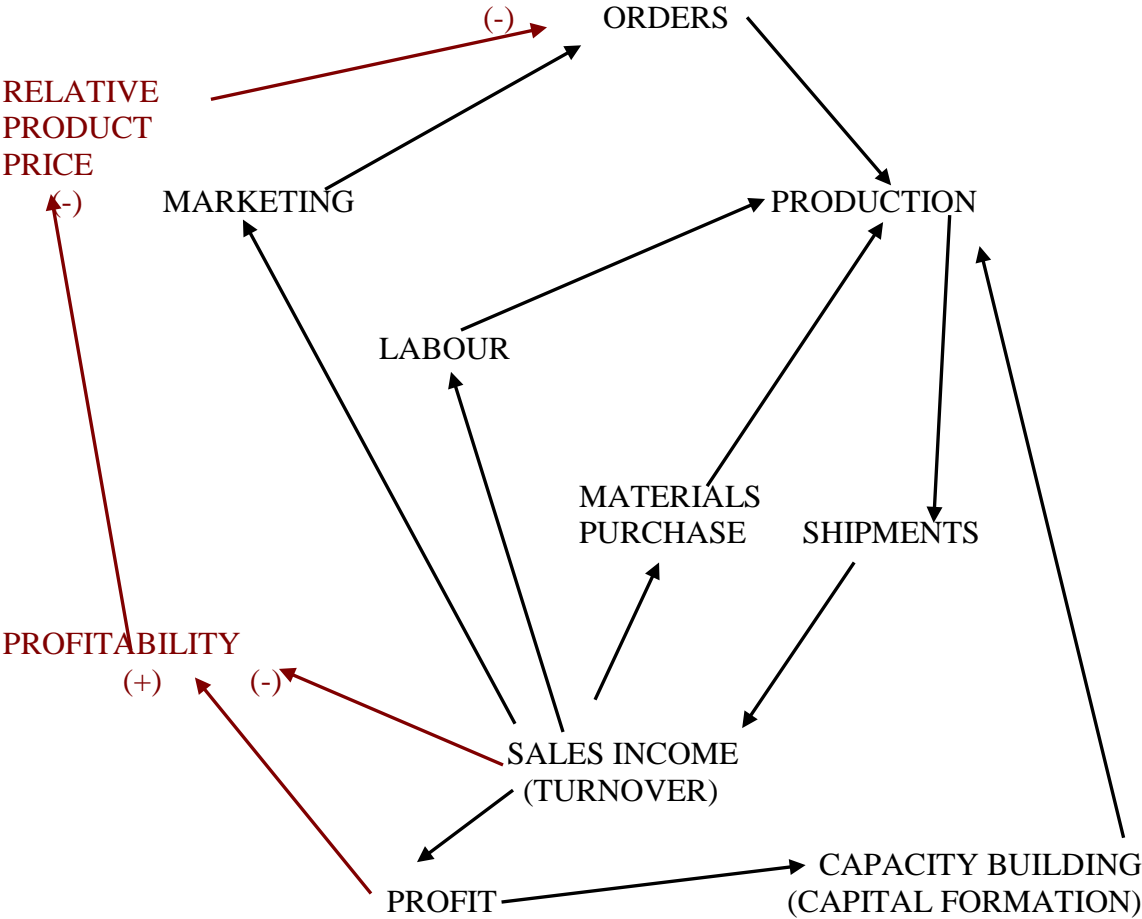 (-)
ORDERS
RELATIVE
PRODUCT
PRICE
(-)
MARKETING
PRODUCTION
LABOUR
MATERIALS
PURCHASE
SHIPMENTS
PROFITABILITY
(+)
(-)
SALES INCOME
(TURNOVER)
PROFIT
CAPACITY BUILDING
(CAPITAL FORMATION)